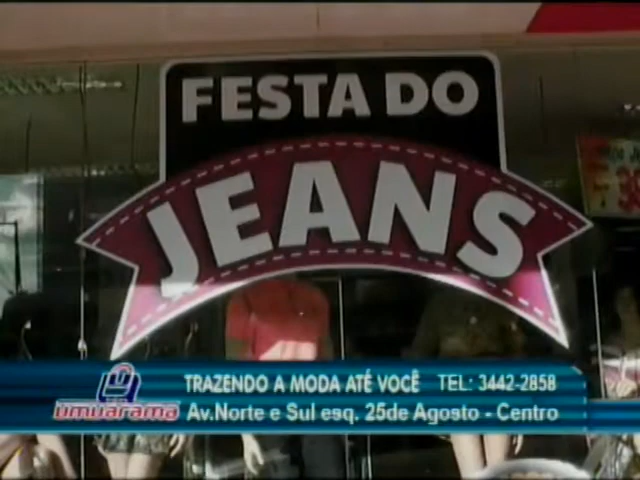 FESTA DO
JEANS
TRAZENDO A MODA ATÉ VOCÊ TEL: 3442-2858
umuarama
Av.Norte e Sul esq. 25de Agosto - Centro